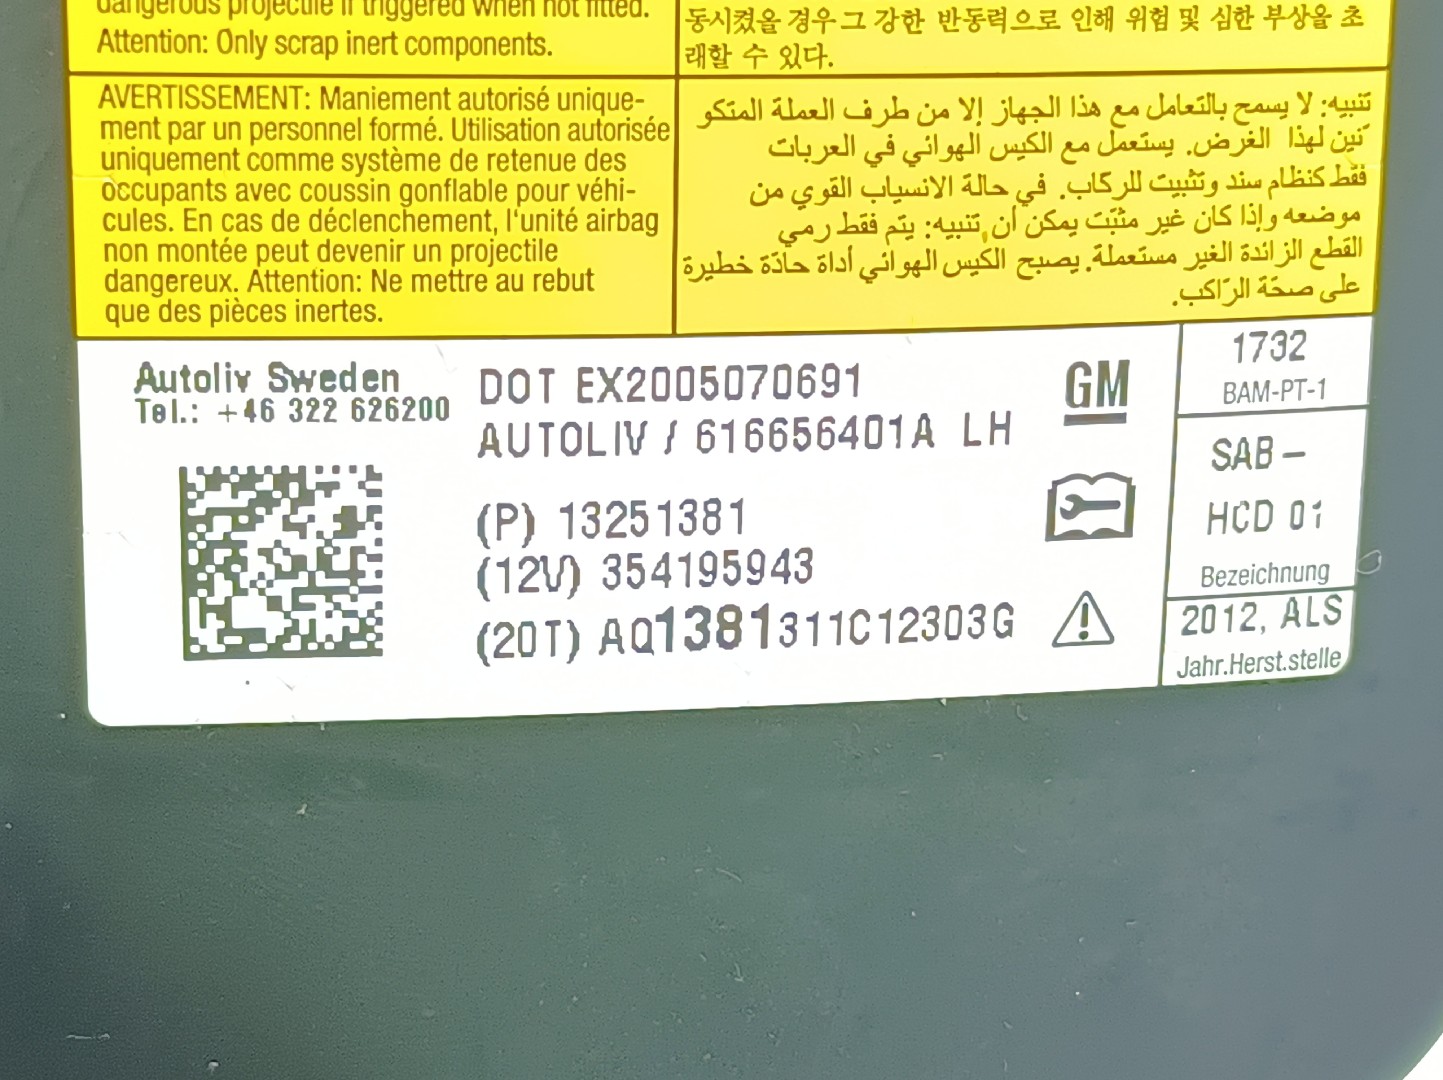 dangerous projectile if triggered when not fitted.
Attention: Only scrap inert components.
동시켰을 경우 그 강한 반동력으로 인해 위험 및 심한 부상을 초
래할 수 있다.
AVERTISSEMENT: Maniement autorisé unique-
ment par un personnel formé. Utilisation autorisée
uniquement comme système de retenue des
occupants avec coussin gonflable pour véhi-
cules. En cas de déclenchement, l'unité airbag
non montée peut devenir un projectile
dangereux. Attention: Ne mettre au rebut
que des pièces inertes.
تنبيه: لا يسمح بالتعامل مع هذا الجهاز إلا من طرف العملة المتكو
نين لهذا الغرض. يستعمل مع الكيس الهوائي في العربات
فقط كنظام سند وتثبيت للركاب. في حالة الانسياب القوي من
موضعه وإذا كان غير مثبّت يمكن أن تنبيه: يتم فقط رمي
القطع الزائدة الغير مستعملة. يصبح الكيس الهوائي أداة حادّة خطيرة
على صحّة الرّاكب.
Autoliv Sweden
Tel.: +46 322 626200
DOT EX2005070691
AUTOLIV / 616656401A LH
(P) 13251381
(12V) 354195943
(20T) AQ1381311C12303G
GM
1732
BAM-PT-1
SAB-
HCD 01
Bezeichnung
2012, ALS
Jahr.Herst.stelle